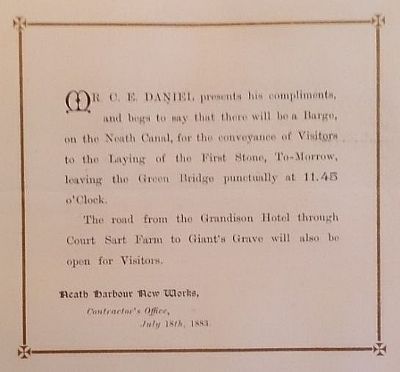 MR C. E. DANIEL presents his compliments,
and begs to say that there will be a Barge,
on the Neath Canal, for the conveyance of Visitors
to the Laying of the First Stone, To-Morrow,
leaving the Green Bridge punctually at 11.45
o'Clock.
The road from the Grandison Hotel through
Court Sart Farm to Giant's Grave will also be
open for Visitors.
Neath Harbour New Works,
Contractor's Office,
July 18th, 1883.